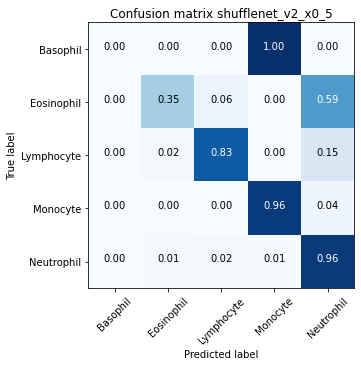 Confusion matrix shufflenet_v2_x0_5
True label
Basophil 0.00 0.00 0.00 1.00 0.00
Eosinophil 0.00 0.35 0.06 0.00 0.59
Lymphocyte 0.00 0.02 0.83 0.00 0.15
Monocyte 0.00 0.00 0.00 0.96 0.04
Neutrophil 0.00 0.01 0.02 0.01 0.96
Basophil Eosinophil Lymphocyte Monocyte Neutrophil
Predicted label